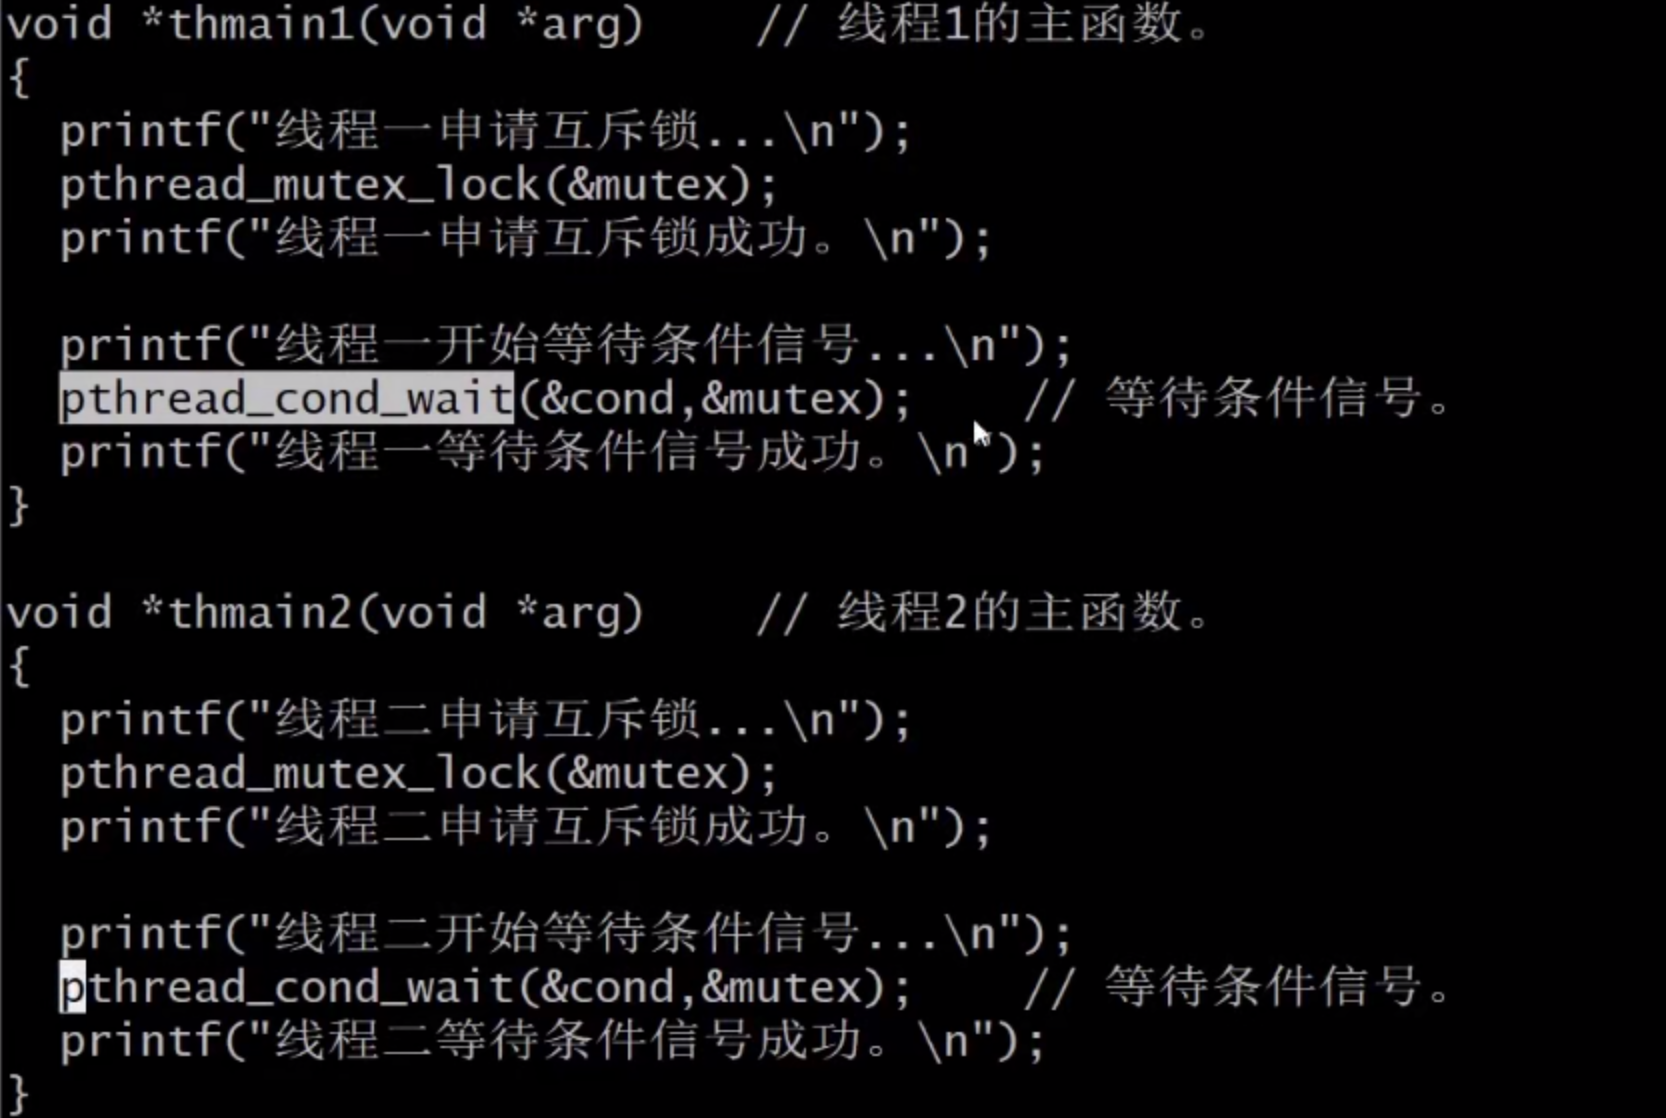 void *thmain1(void *arg)    // 线程1的主函数。
{
  printf("线程一申请互斥锁...\n");
  pthread_mutex_lock(&mutex);
  printf("线程一申请互斥锁成功。\n");

  printf("线程一开始等待条件信号...\n");
  pthread_cond_wait(&cond,&mutex);    // 等待条件信号。
  printf("线程一等待条件信号成功。\n");
}

void *thmain2(void *arg)    // 线程2的主函数。
{
  printf("线程二申请互斥锁...\n");
  pthread_mutex_lock(&mutex);
  printf("线程二申请互斥锁成功。\n");

  printf("线程二开始等待条件信号...\n");
  pthread_cond_wait(&cond,&mutex);    // 等待条件信号。
  printf("线程二等待条件信号成功。\n");
}